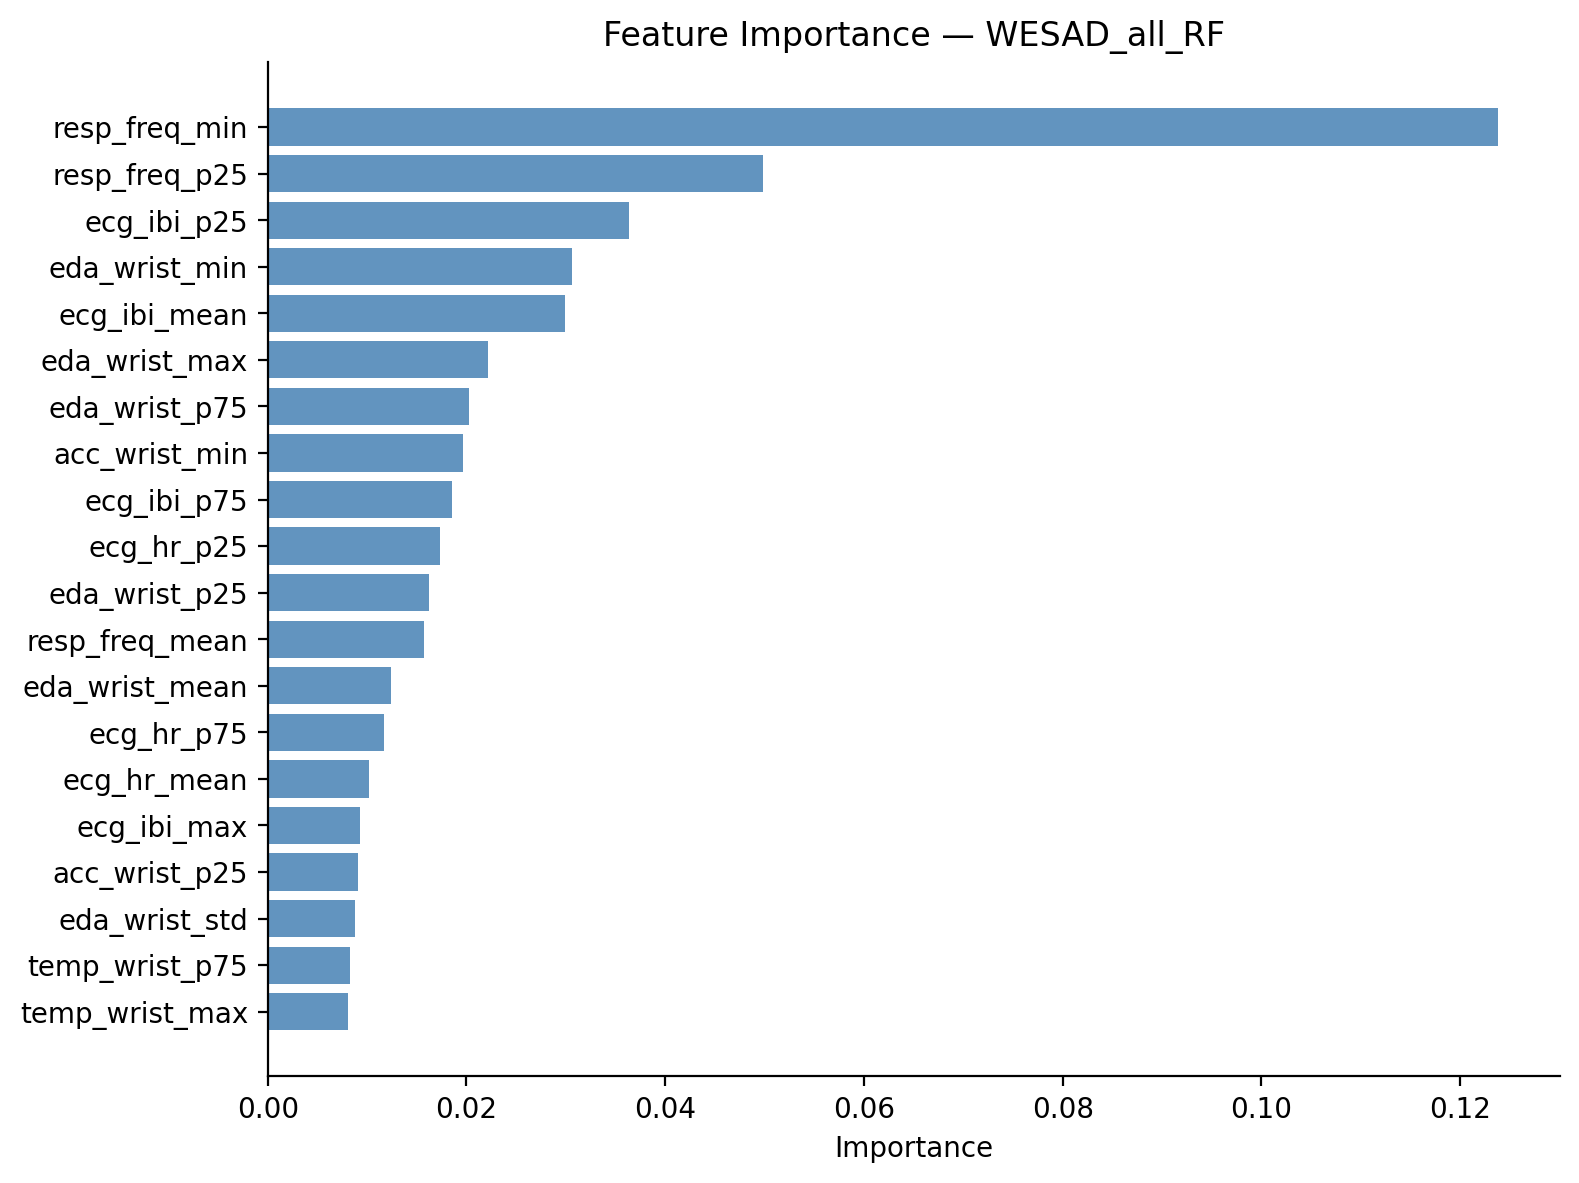 Feature Importance — WESAD_all_RF
resp_freq_min
resp_freq_p25
ecg_ibi_p25
eda_wrist_min
ecg_ibi_mean
eda_wrist_max
eda_wrist_p75
acc_wrist_min
ecg_ibi_p75
ecg_hr_p25
eda_wrist_p25
resp_freq_mean
eda_wrist_mean
ecg_hr_p75
ecg_hr_mean
ecg_ibi_max
acc_wrist_p25
eda_wrist_std
temp_wrist_p75
temp_wrist_max
0.00 0.02 0.04 0.06 0.08 0.10 0.12
Importance